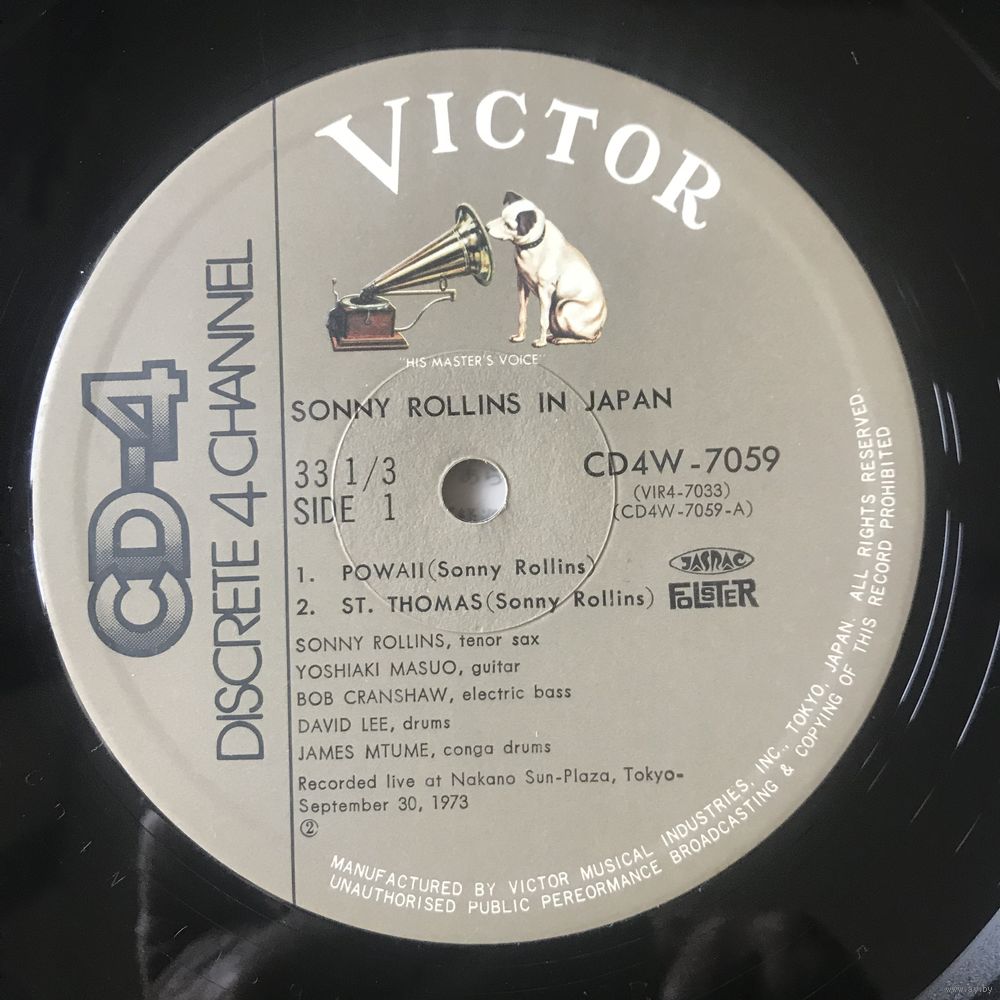 VICTOR
"HIS MASTER'S VOICE"
CD-4
DISCRETE 4 CHANNEL
SONNY ROLLINS IN JAPAN
33 1/3
SIDE 1
CD4W-7059
(VIR4-7033)
(CD4W-7059-A)
1. POWAII (Sonny Rollins)
2. ST. THOMAS (Sonny Rollins)
JASRAC
FOLSTER
SONNY ROLLINS, tenor sax
YOSHIAKI MASUO, guitar
BOB CRANSHAW, electric bass
DAVID LEE, drums
JAMES MTUME, conga drums
Recorded live at Nakano Sun-Plaza, Tokyo-
September 30, 1973
②
MANUFACTURED BY VICTOR MUSICAL INDUSTRIES, INC., TOKYO, JAPAN. ALL RIGHTS RESERVED.
UNAUTHORISED PUBLIC PEREORMANCE BROADCASTING & COPYING OF THIS RECORD PROHIBITED
www.ay.by